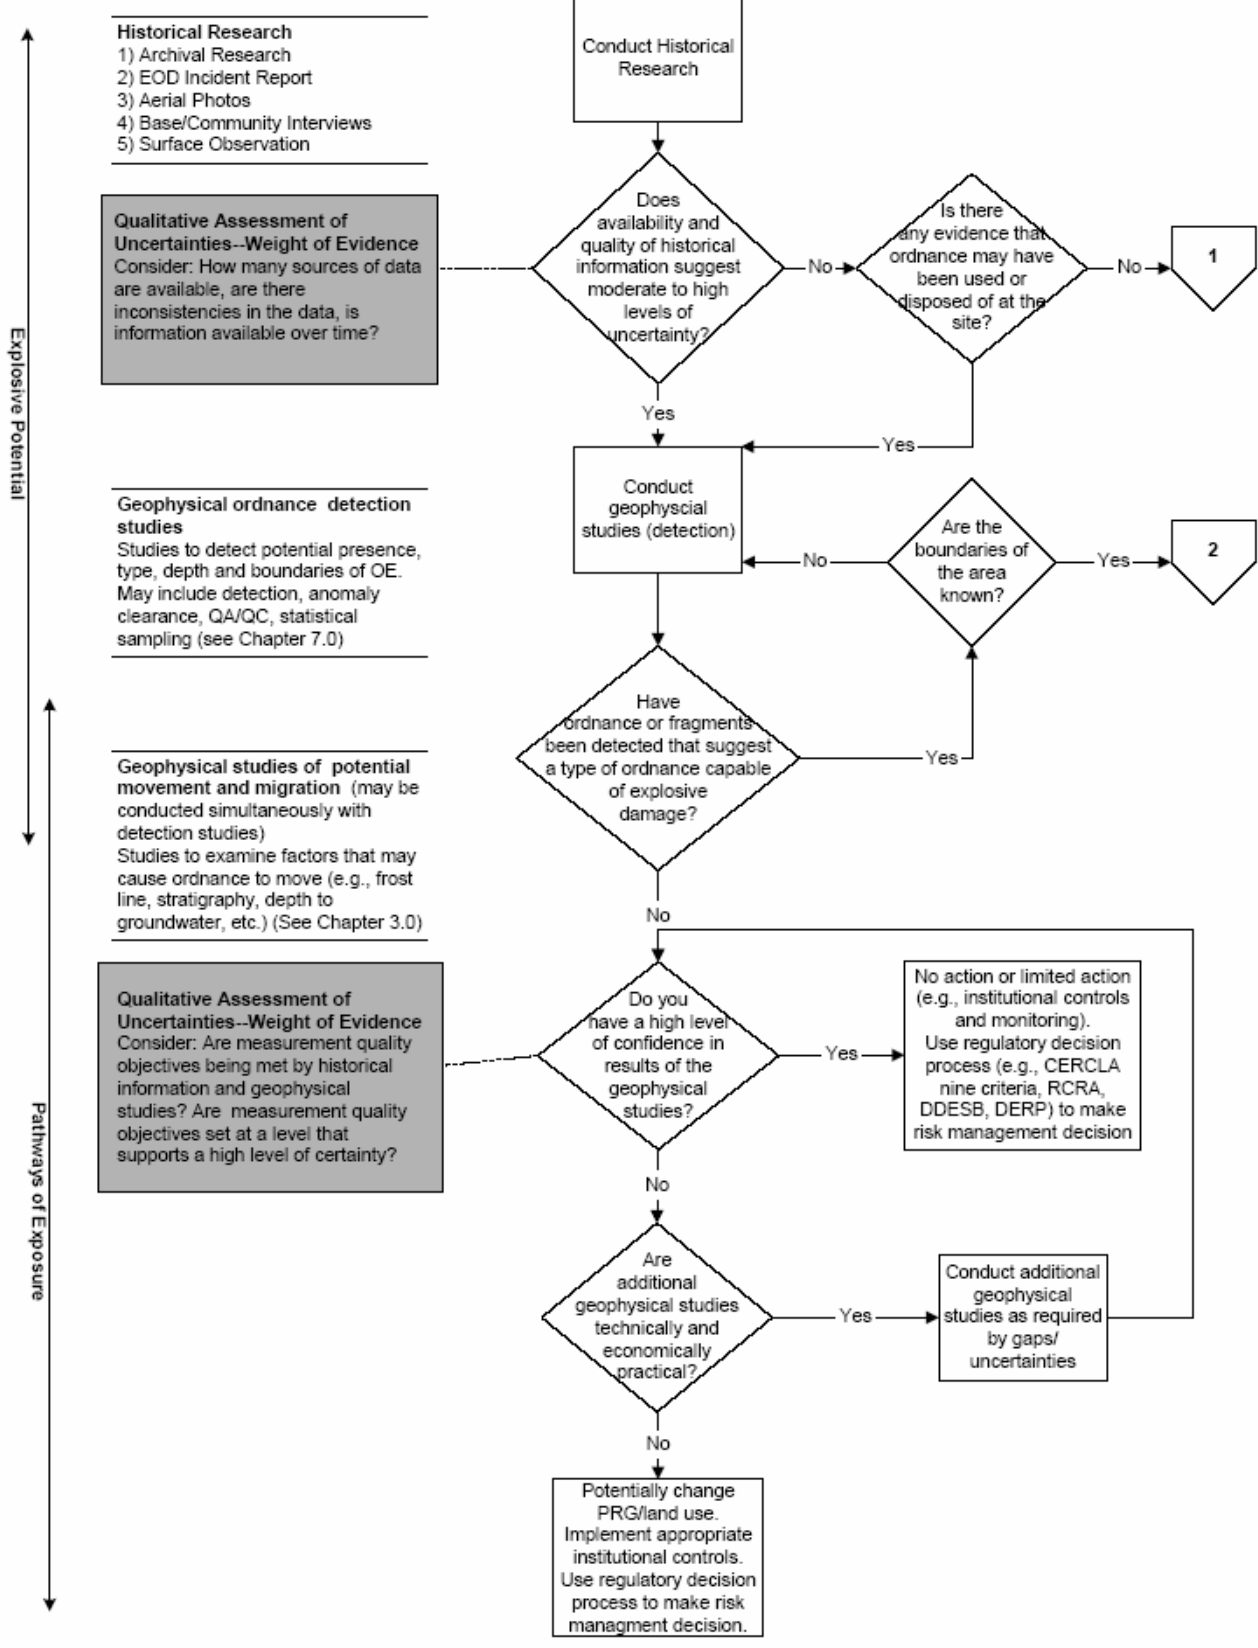 Historical Research
1) Archival Research
2) EOD Incident Report
3) Aerial Photos
4) Base/Community Interviews
5) Surface Observation
Conduct Historical
Research
Qualitative Assessment of
Uncertainties--Weight of Evidence
Consider: How many sources of data
are available, are there
inconsistencies in the data, is
information available over time?
Does
availability and
quality of historical
information suggest
moderate to high
levels of
uncertainty?
No
Is there
any evidence that
ordnance may have
been used or
disposed of at the
site?
No
1
Explosive Potential
Yes
Yes
Geophysical ordnance detection
studies
Studies to detect potential presence,
type, depth and boundaries of OE.
May include detection, anomaly
clearance, QA/QC, statistical
sampling (see Chapter 7.0)
Conduct
geophyscial
studies (detection)
No
Are the
boundaries of
the area
known?
Yes
2
Have
ordnance or fragments
been detected that suggest
a type of ordnance capable
of explosive
damage?
Yes
Geophysical studies of potential
movement and migration (may be
conducted simultaneously with
detection studies)
Studies to examine factors that may
cause ordnance to move (e.g., frost
line, stratigraphy, depth to
groundwater, etc.) (See Chapter 3.0)
No
Qualitative Assessment of
Uncertainties--Weight of Evidence
Consider: Are measurement quality
objectives being met by historical
information and geophysical
studies? Are measurement quality
objectives set at a level that
supports a high level of certainty?
Do you
have a high level
of confidence in
results of the
geophysical
studies?
Yes
No action or limited action
(e.g., institutional controls
and monitoring).
Use regulatory decision
process (e.g., CERCLA
nine criteria, RCRA,
DDESB, DERP) to make
risk management decision
Pathways of Exposure
No
Are
additional
geophysical studies
technically and
economically
practical?
Yes
Conduct additional
geophysical
studies as required
by gaps/
uncertainties
No
Potentially change
PRG/land use.
Implement appropriate
institutional controls.
Use regulatory decision
process to make risk
managment decision.